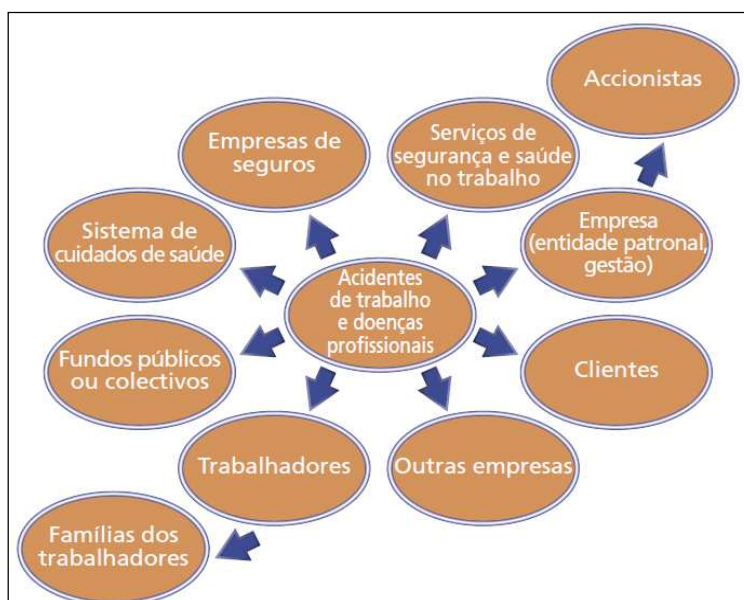 Accionistas
Empresas de
seguros
Serviços de
segurança e saúde
no trabalho
Sistema de
cuidados de saúde
Empresa
(entidade patronal,
gestão)
Acidentes
de trabalho
e doenças
profissionais
Fundos públicos
ou colectivos
Clientes
Trabalhadores
Outras empresas
Famílias dos
trabalhadores